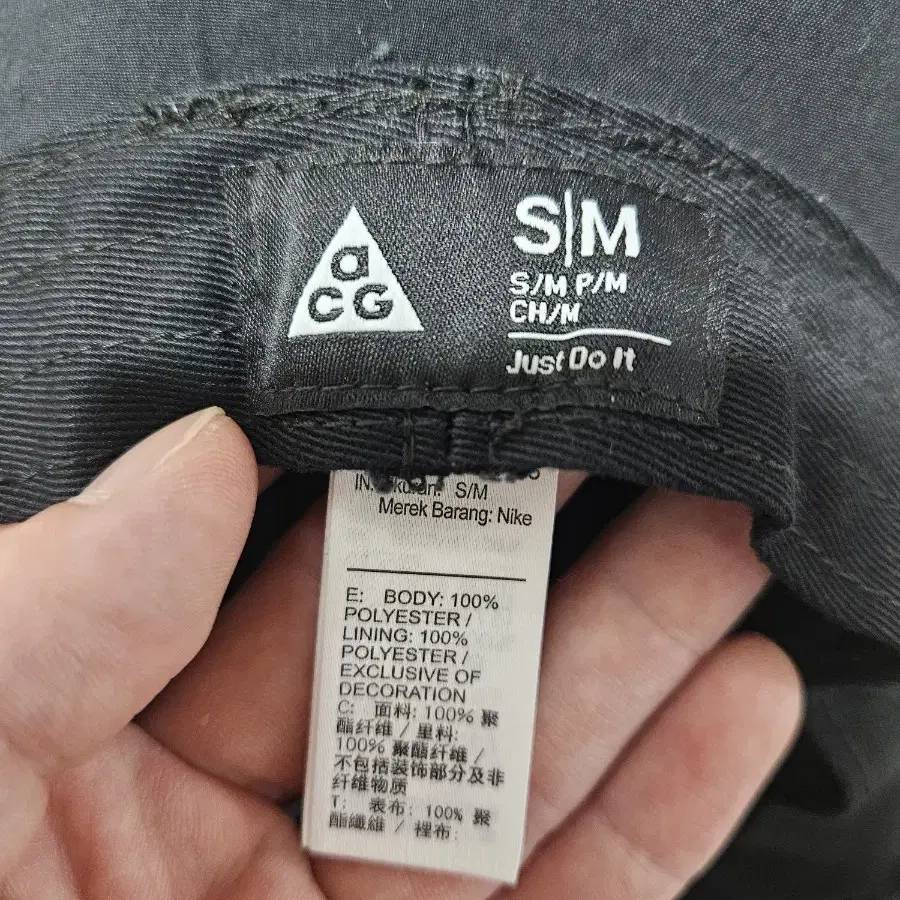 a
CG
S|M
S/M P/M
CH/M
Just Do It
S/M
Merek Barang: Nike
E: BODY: 100%
POLYESTER /
LINING: 100%
POLYESTER /
EXCLUSIVE OF
DECORATION
C: 面料: 100% 聚
酯纤维 / 里料:
100% 聚酯纤维 /
不包括装饰部分及非
纤维物质
T: 表布: 100% 聚
酯纖維 / 裡布: